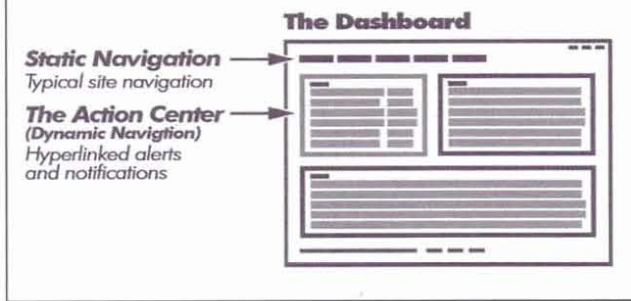 The Dashboard
Static Navigation
Typical site navigation
The Action Center
(Dynamic Navigtion)
Hyperlinked alerts
and notifications